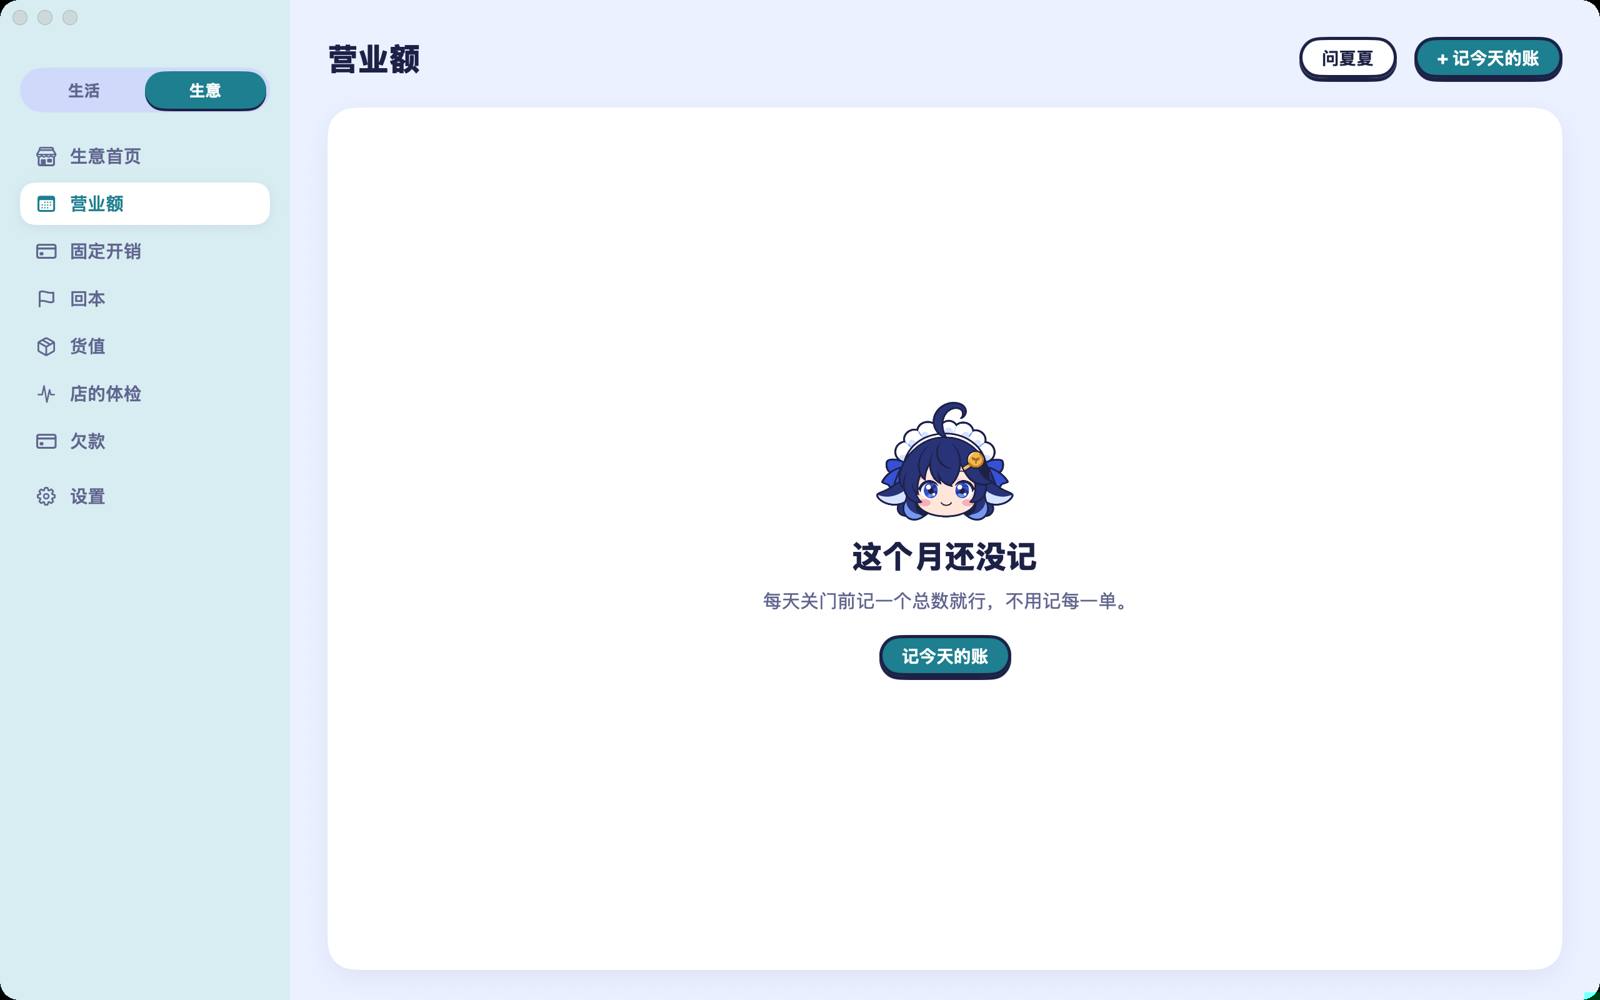 生活
生意
生意首页
营业额
固定开销
回本
货值
店的体检
欠款
设置
营业额
问夏夏
+ 记今天的账
这个月还没记
每天关门前记一个总数就行，不用记每一单。
记今天的账